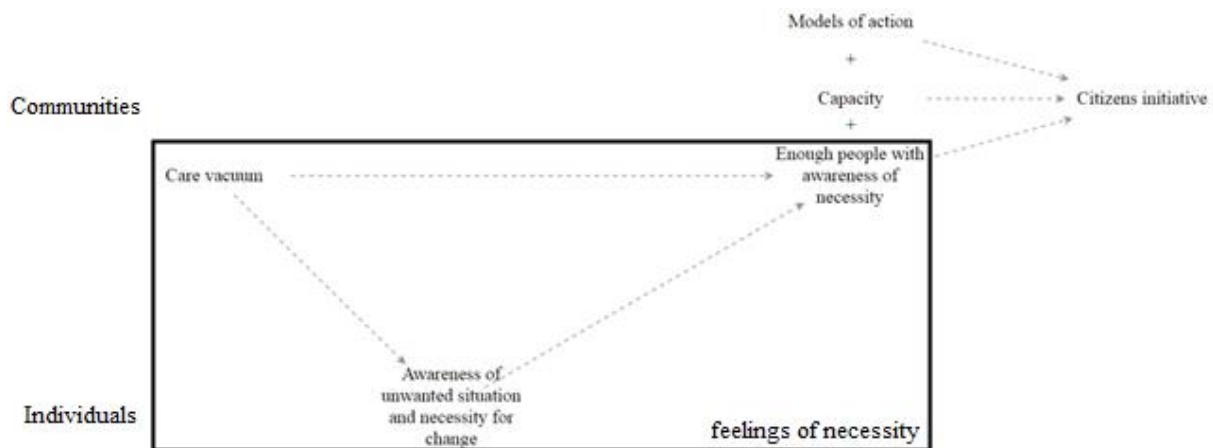 Models of action
+
Communities
Capacity
Citizens initiative
+
Care vacuum
Enough people with
awareness of
necessity
Individuals
Awareness of
unwanted situation
and necessity for
change
feelings of necessity